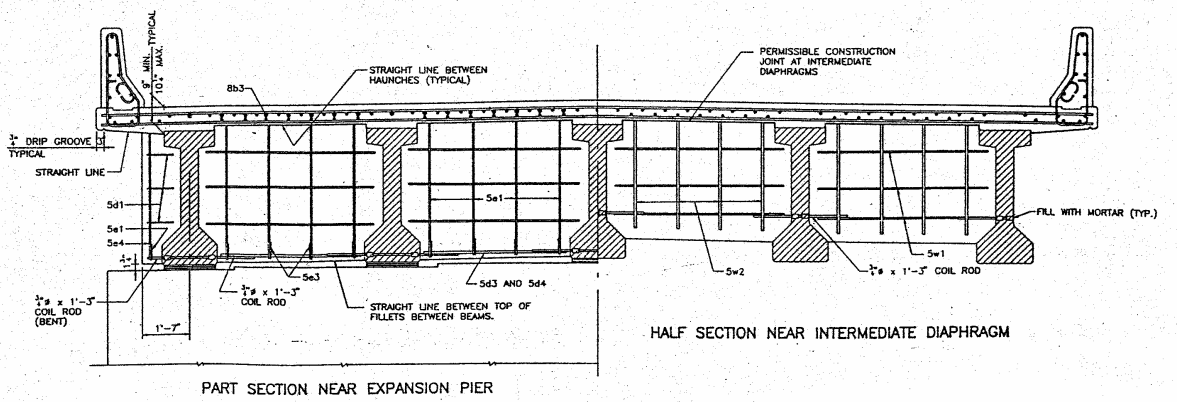 9" MIN. TYPICAL
10 1/4" MAX.
STRAIGHT LINE BETWEEN
HAUNCHES (TYPICAL)
8b3
PERMISSIBLE CONSTRUCTION
JOINT AT INTERMEDIATE
DIAPHRAGMS
3/4" DRIP GROOVE
3"
TYPICAL
STRAIGHT LINE
5d1
5e1
5e4
5e1
5e3
5d3 AND 5d4
5w2
5w1
FILL WITH MORTAR (TYP.)
3/4"ø x 1'-3" COIL ROD
3/4"ø x 1'-3"
COIL ROD
(BENT)
3/4"ø x 1'-3"
COIL ROD
STRAIGHT LINE BETWEEN TOP OF
FILLETS BETWEEN BEAMS.
1'-7"
HALF SECTION NEAR INTERMEDIATE DIAPHRAGM
PART SECTION NEAR EXPANSION PIER